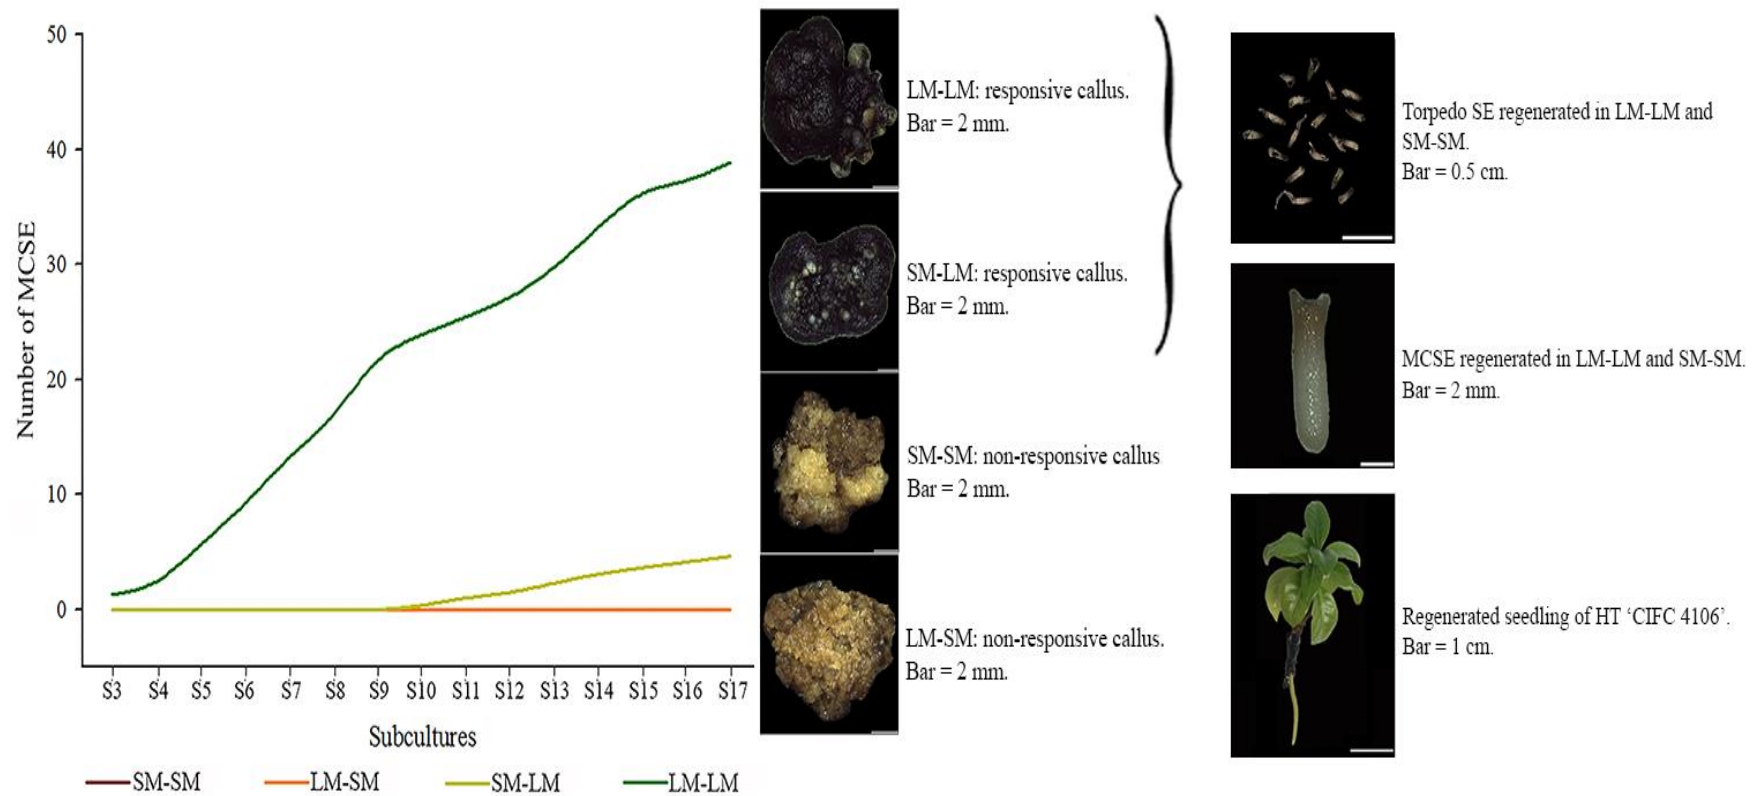 50
40
30
20
10
0
Number of MCSE
S3 S4 S5 S6 S7 S8 S9 S10 S11 S12 S13 S14 S15 S16 S17
Subcultures
SM-SM LM-SM SM-LM LM-LM
LM-LM: responsive callus.
Bar = 2 mm.
SM-LM: responsive callus.
Bar = 2 mm.
SM-SM: non-responsive callus
Bar = 2 mm.
LM-SM: non-responsive callus.
Bar = 2 mm.
Torpedo SE regenerated in LM-LM and
SM-SM.
Bar = 0.5 cm.
MCSE regenerated in LM-LM and SM-SM.
Bar = 2 mm.
Regenerated seedling of HT ‘CIFC 4106’.
Bar = 1 cm.